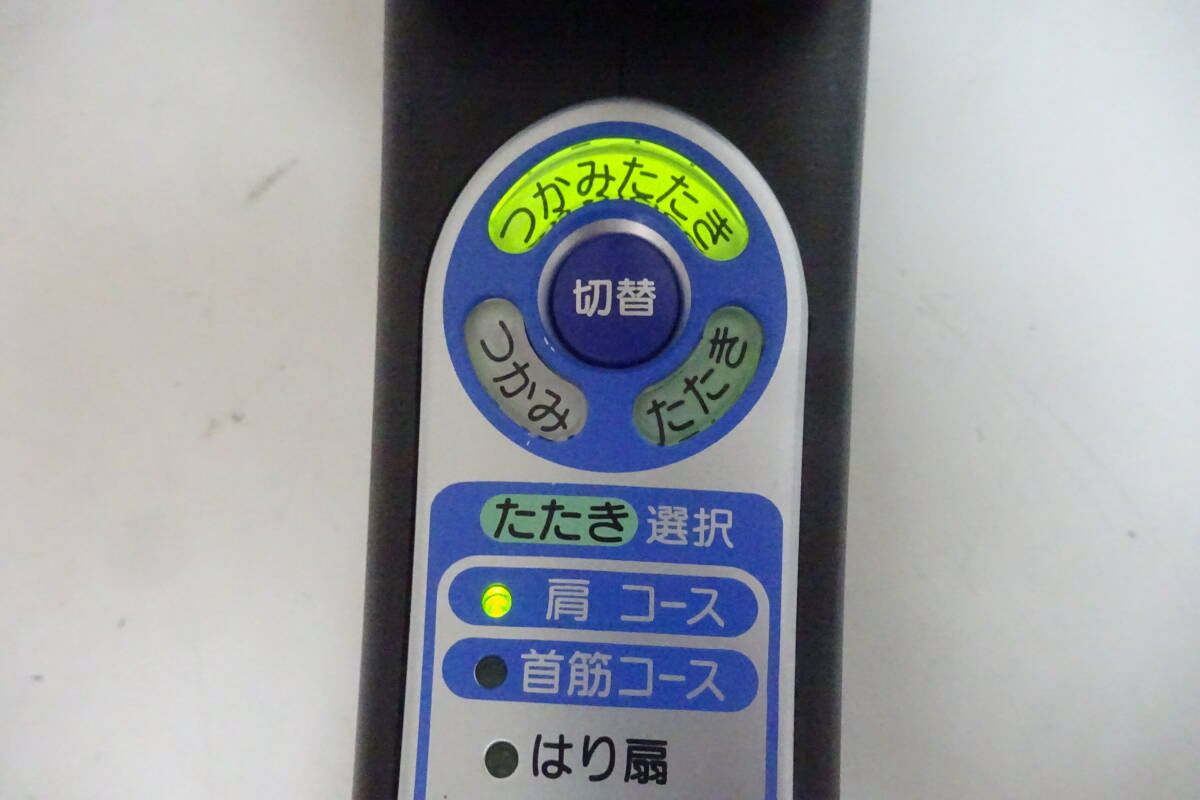 つかみたたき
切替
つかみ
たたき
たたき 選択
肩 コース
首筋コース
はり扇